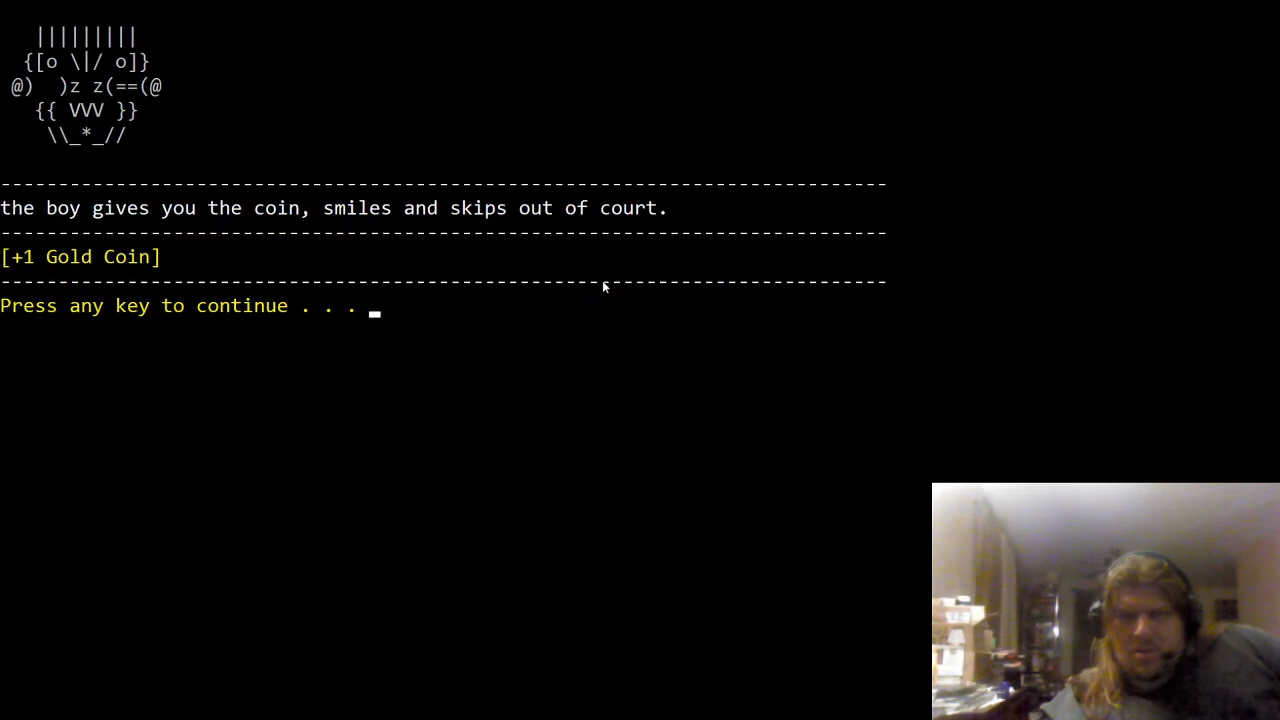 |||||||||
{[o \|/ o]}
@)  )z z(==(@
{{ VVV }}
\\_*_//
-----------------------------------------------------------------------------
the boy gives you the coin, smiles and skips out of court.
-----------------------------------------------------------------------------
[+1 Gold Coin]
-----------------------------------------------------------------------------
Press any key to continue . . . _